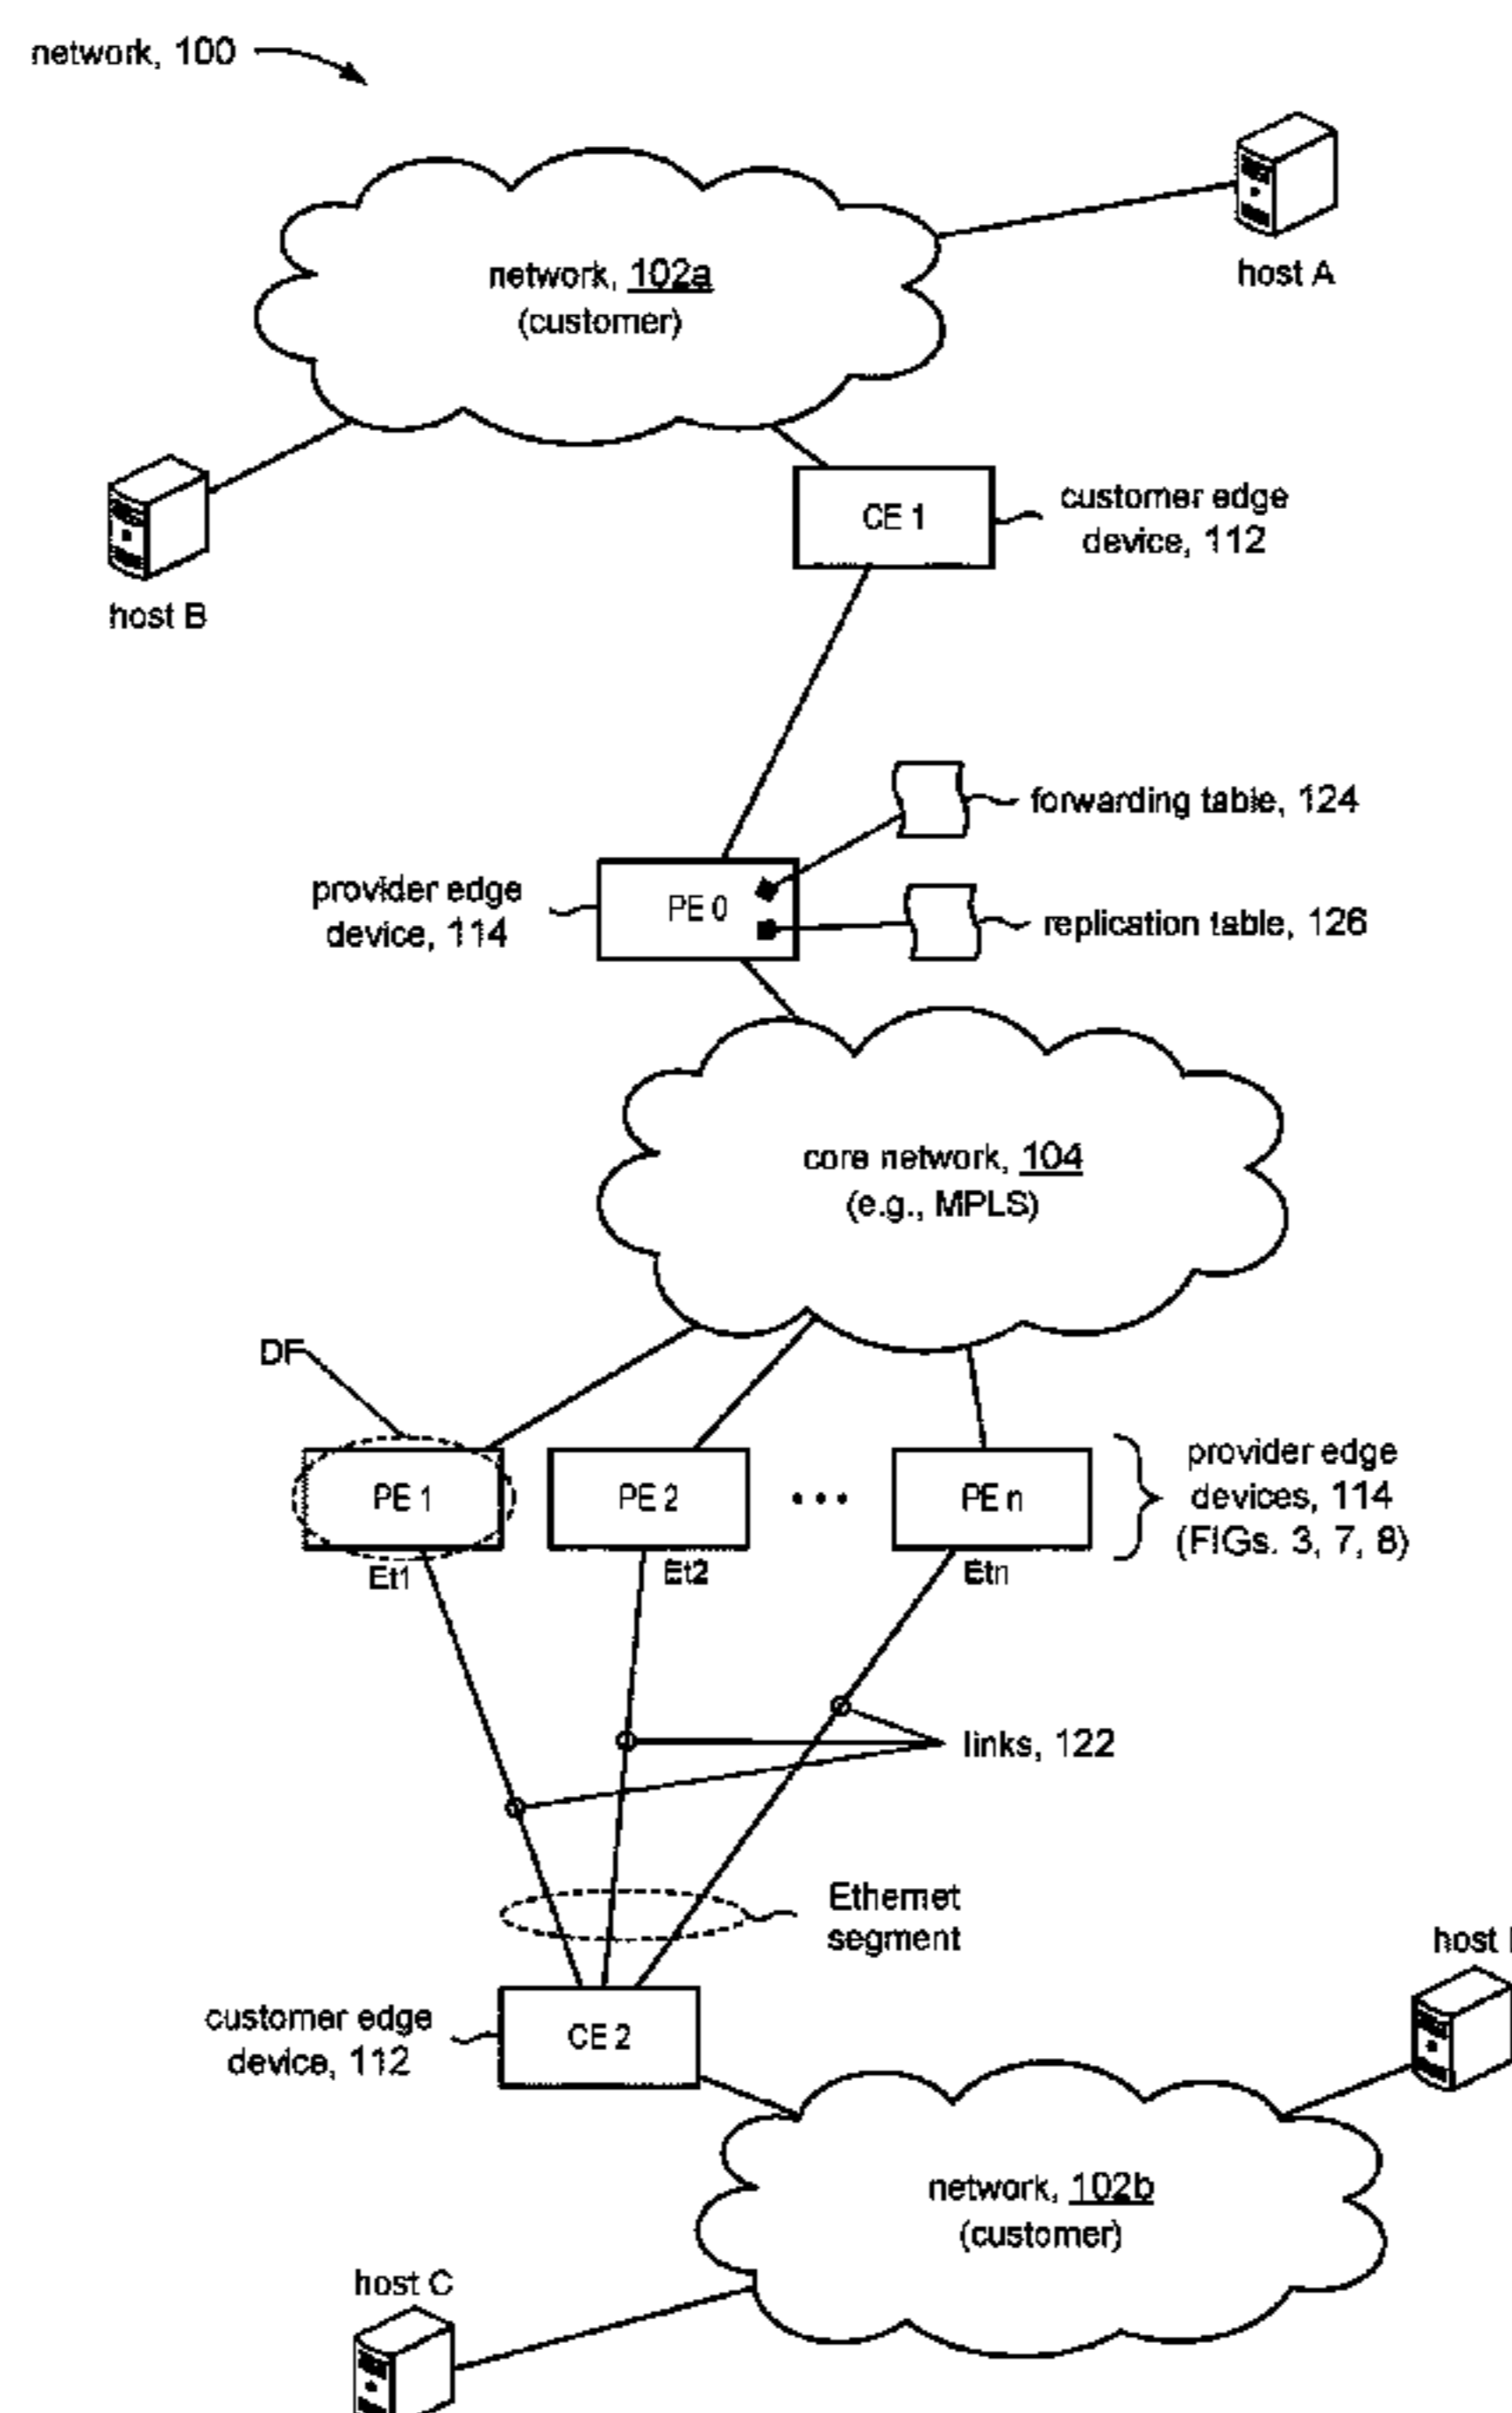 network, 100
host A
network, 102a
(customer)
CE 1
customer edge
device, 112
host B
forwarding table, 124
provider edge
device, 114
PE 0
replication table, 126
core network, 104
(e.g., MPLS)
DF
PE 1
PE 2
PE n
provider edge
devices, 114
(FIGs. 3, 7, 8)
Et1
Et2
Etn
links, 122
Ethernet
segment
host
customer edge
device, 112
CE 2
network, 102b
(customer)
host C